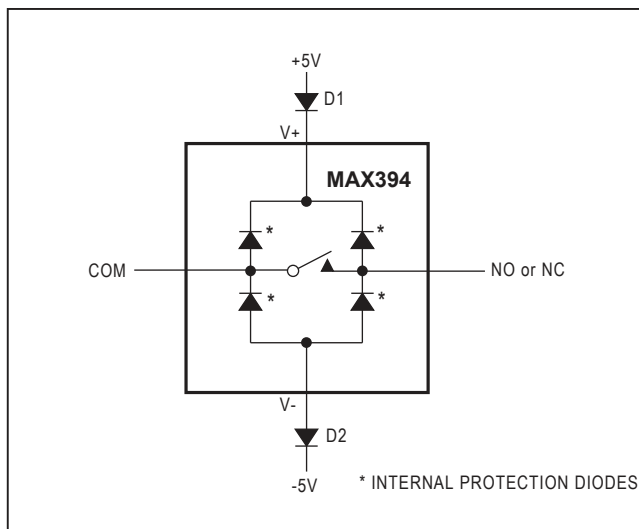 +5V
D1
V+
MAX394
* *
COM NO or NC
* *
V-
D2
-5V
* INTERNAL PROTECTION DIODES